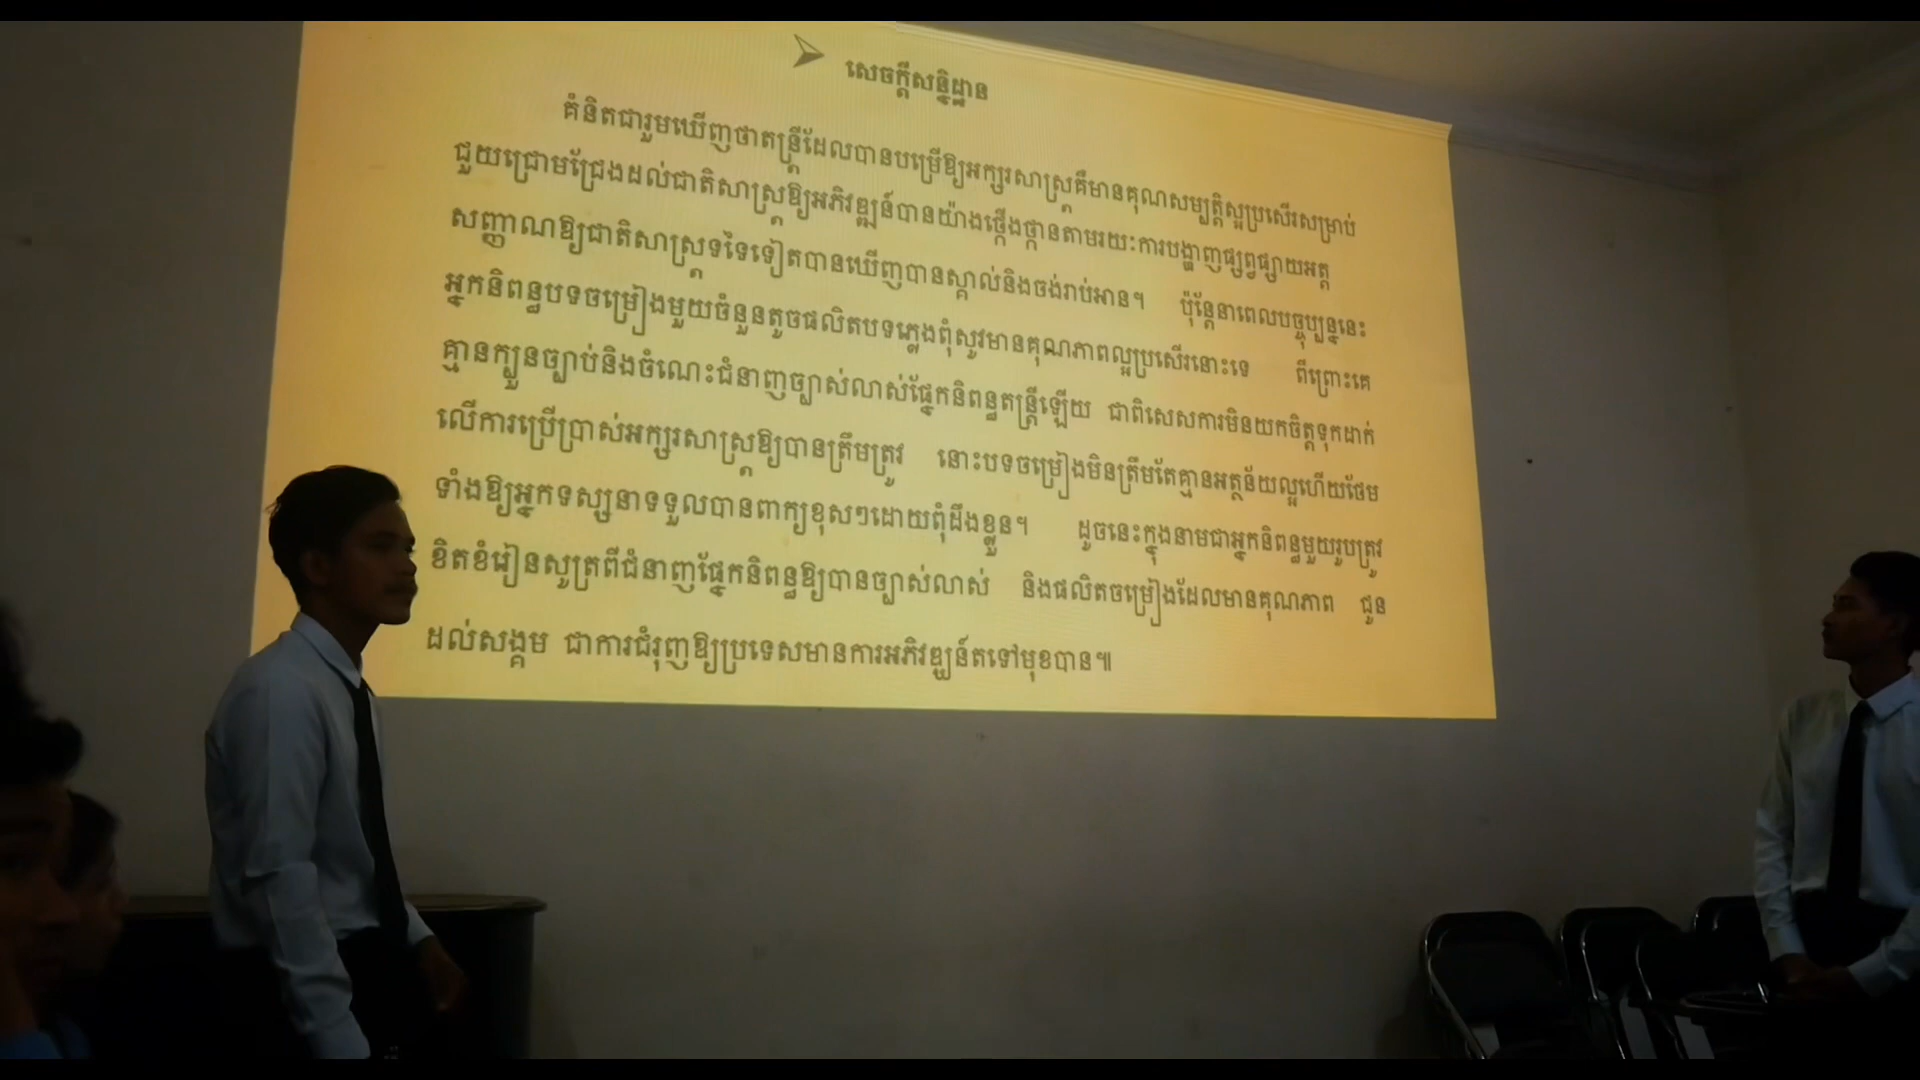 ➢ សេចក្តីសន្និដ្ឋាន
គំនិតជារួមឃើញថាតន្ត្រីដែលបានបម្រើឱ្យអក្សរសាស្ត្រគឺមានគុណសម្បត្តិស្អប្រសើរសម្រាប់
ជួយជ្រោមជ្រែងដល់ជាតិសាស្ត្រឱ្យអភិវឌ្ឍន៍បានយ៉ាងថ្កើងថ្កានតាមរយៈការបង្ហាញផ្សព្វផ្សាយអត្ត
សញ្ញាណឱ្យជាតិសាស្ត្រទទៃទៀតបានឃើញបានស្គាល់និងចង់រាប់អាន។ ប៉ុន្តែនាពេលបច្ចុប្បន្ននេះ
អ្នកនិពន្ធបទចម្រៀងមួយចំនួនតូចផលិតបទភ្លេងពុំសូវមានគុណភាពល្អប្រសើរនោះទេ ពីព្រោះគេ
គ្មានក្បួនច្បាប់និងចំណេះជំនាញច្បាស់លាស់ផ្នែកនិពន្ធតន្ត្រីឡើយ ជាពិសេសការមិនយកចិត្តទុកដាក់
លើការប្រើប្រាស់អក្សរសាស្ត្រឱ្យបានត្រឹមត្រូវ នោះបទចម្រៀងមិនត្រឹមតែគ្មានអត្ថន័យល្អហើយថែម
ទាំងឱ្យអ្នកទស្សនាទទួលបានពាក្យខុសៗដោយពុំដឹងខ្លួន។ ដូចនេះក្នុងនាមជាអ្នកនិពន្ធមួយរូបត្រូវ
ខិតខំរៀនសូត្រពីជំនាញផ្នែកនិពន្ធឱ្យបានច្បាស់លាស់ និងផលិតចម្រៀងដែលមានគុណភាព ជូន
ដល់សង្គម ជាការជំរុញឱ្យប្រទេសមានការអភិវឌ្ឍន៍តទៅមុខបាន៕